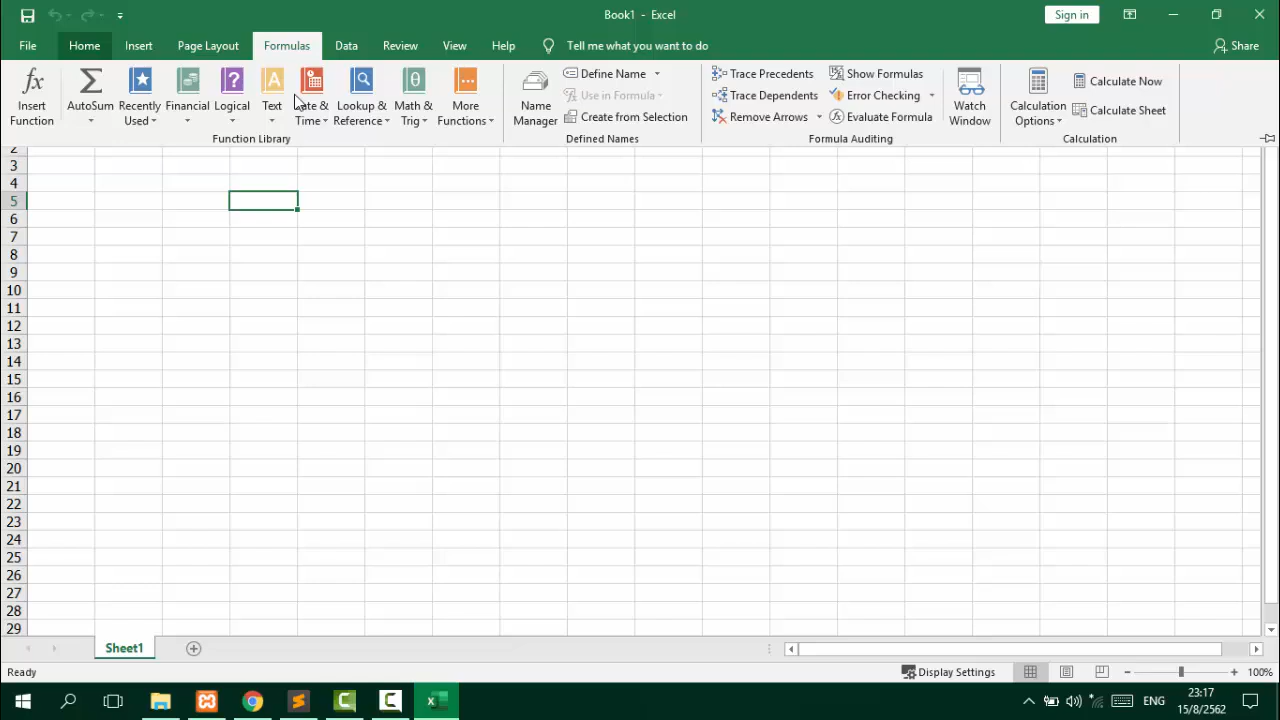 Book1 - Excel
Sign in
File Home Insert Page Layout Formulas Data Review View Help Tell me what you want to do
Share
Insert Function
AutoSum
Recently Used
Financial
Logical
Text
& Time
Lookup & Reference
Math & Trig
More Functions
Function Library
Name Manager
Define Name
Use in Formula
Create from Selection
Defined Names
Trace Precedents
Trace Dependents
Remove Arrows
Show Formulas
Error Checking
Evaluate Formula
Formula Auditing
Watch Window
Calculation Options
Calculate Now
Calculate Sheet
Calculation
2
3
4
5
6
7
8
9
10
11
12
13
14
15
16
17
18
19
20
21
22
23
24
25
26
27
28
29
Sheet1
Ready
Display Settings
100%
ENG
23:17
15/8/2562